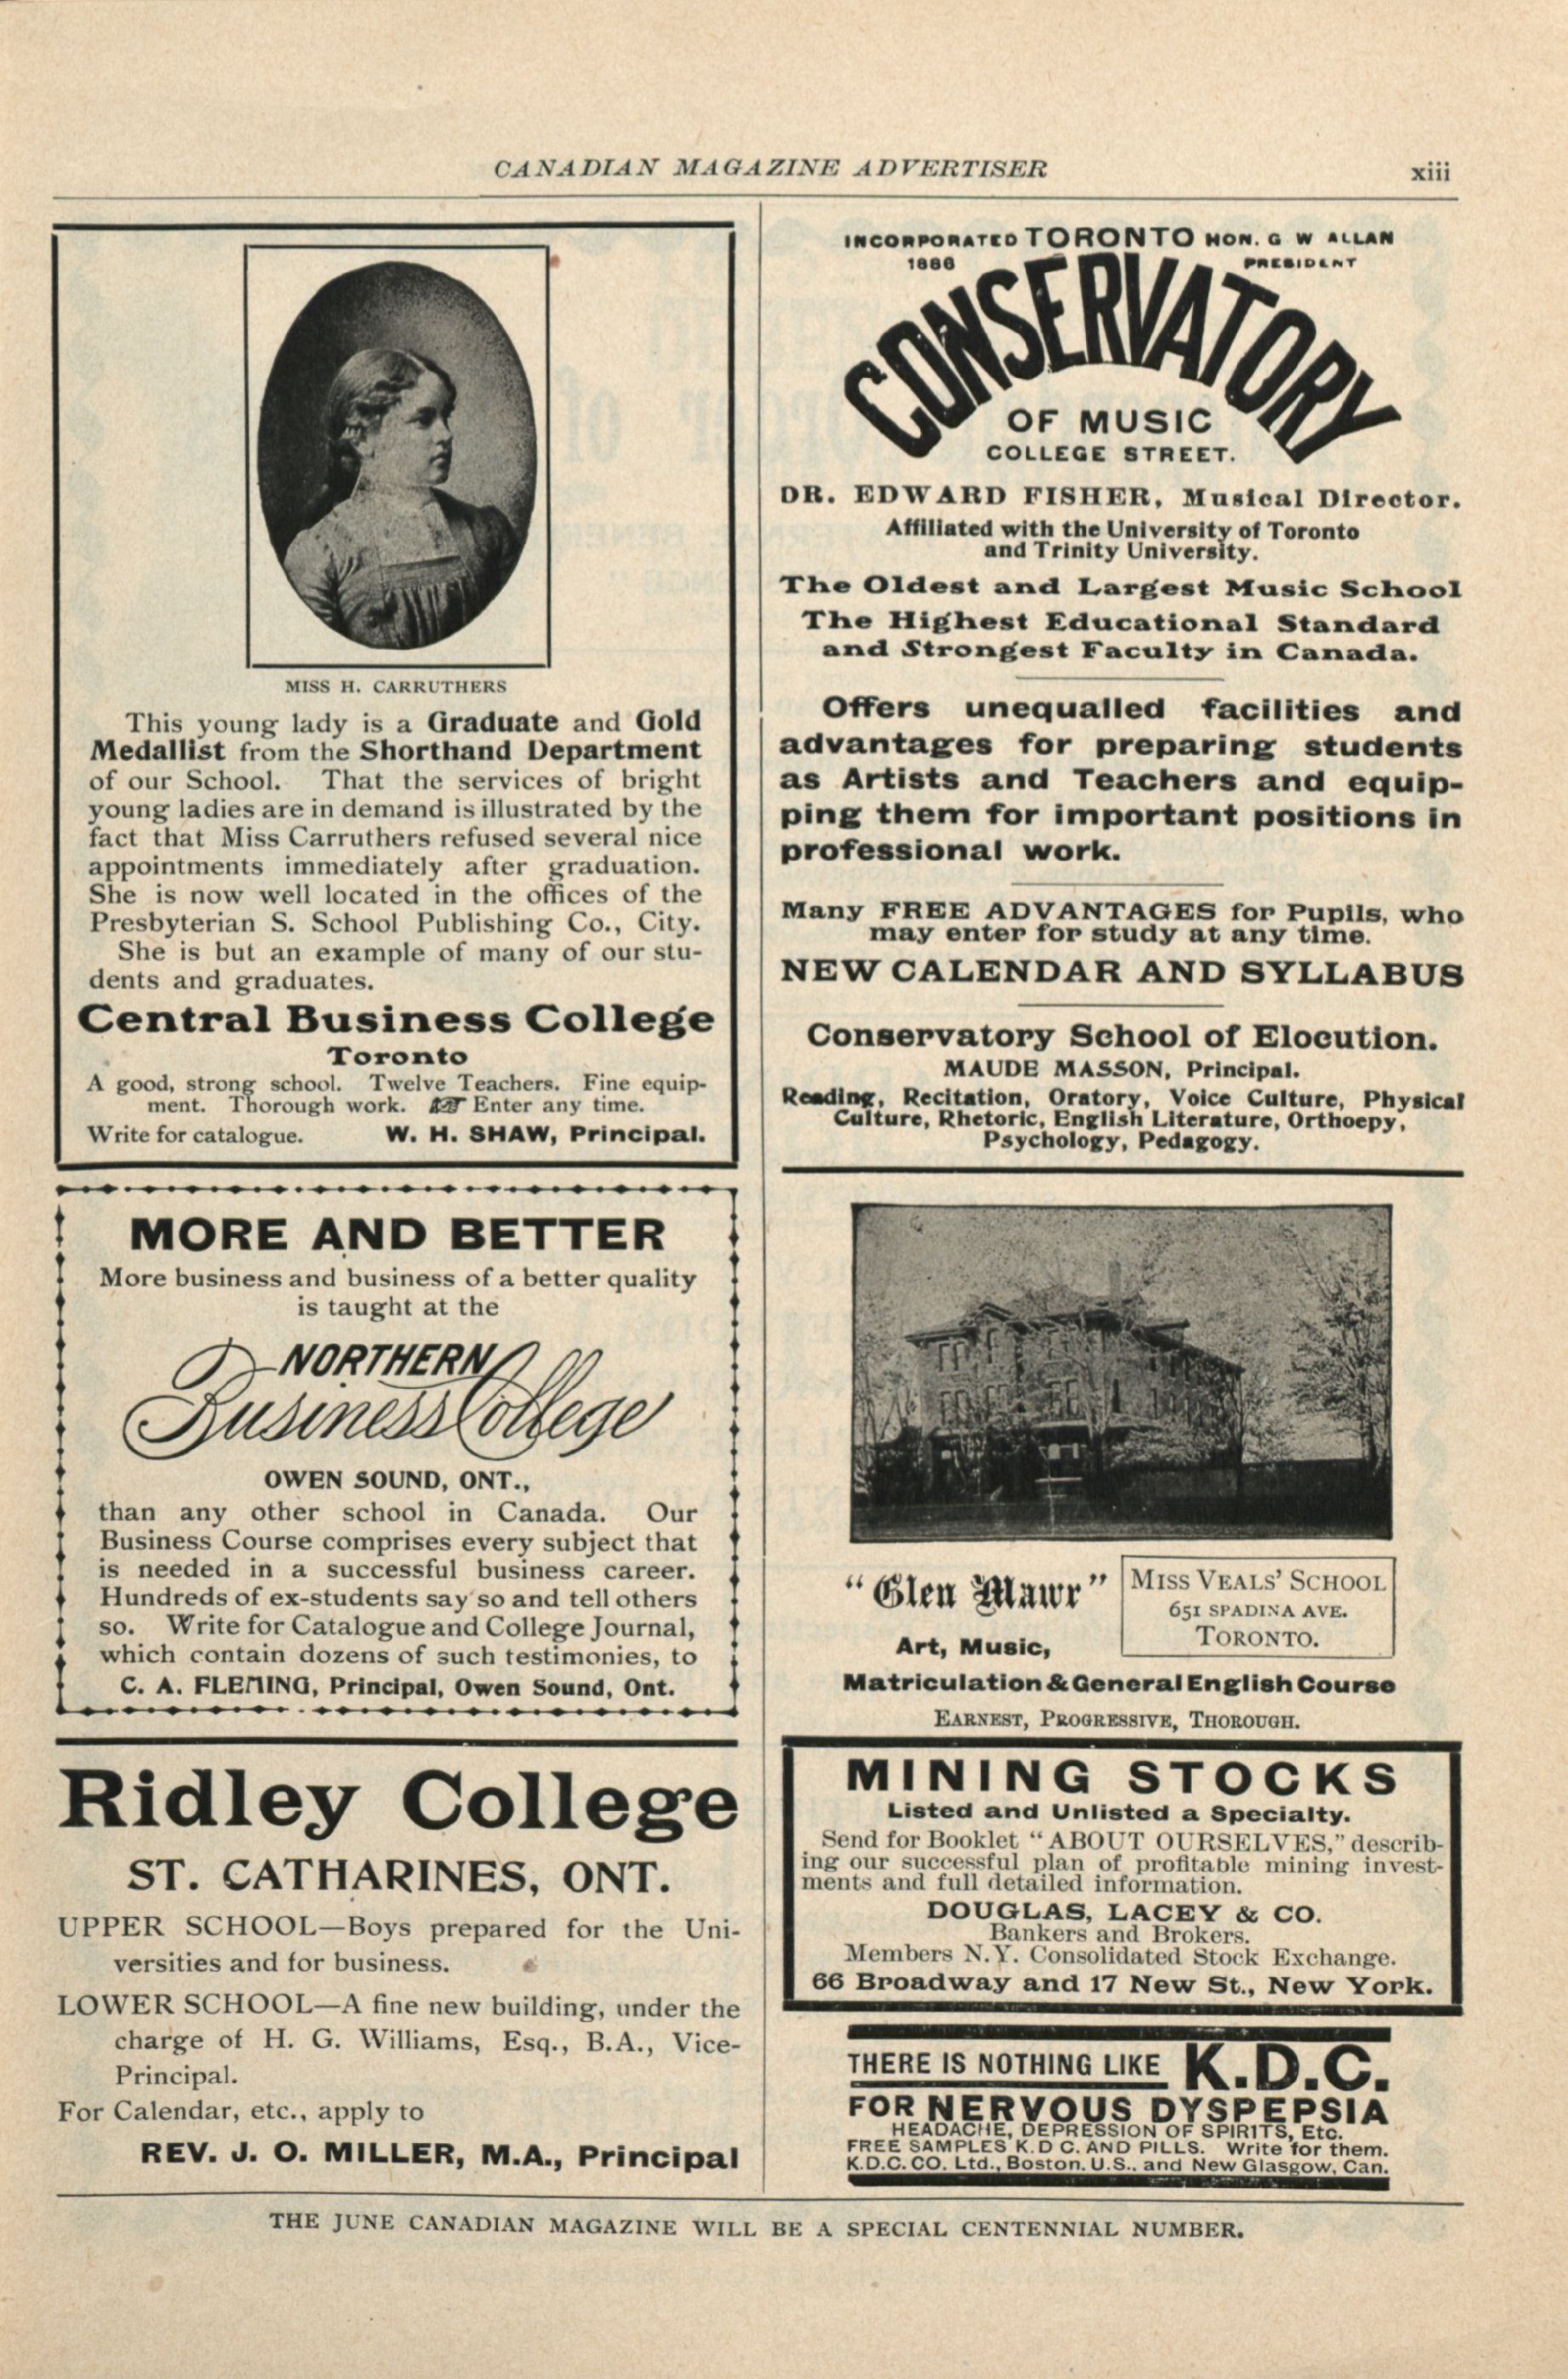 CANADIAN MAGAZINE ADVERTISER xiii
MISS H. CARRUTHERS
This young lady is a Graduate and Gold
Medallist from the Shorthand Department
of our School. That the services of bright
young ladies are in demand is illustrated by the
fact that Miss Carruthers refused several nice
appointments immediately after graduation.
She is now well located in the offices of the
Presbyterian S. School Publishing Co., City.
She is but an example of many of our stu-
dents and graduates.
Central Business College
Toronto
A good, strong school. Twelve Teachers. Fine equip-
ment. Thorough work. ☞ Enter any time.
Write for catalogue. W. H. SHAW, Principal.
MORE AND BETTER
More business and business of a better quality
is taught at the
NORTHERN
Business College
OWEN SOUND, ONT.,
than any other school in Canada. Our
Business Course comprises every subject that
is needed in a successful business career.
Hundreds of ex-students say so and tell others
so. Write for Catalogue and College Journal,
which contain dozens of such testimonies, to
C. A. FLEMING, Principal, Owen Sound, Ont.
Ridley College
ST. CATHARINES, ONT.
UPPER SCHOOL—Boys prepared for the Uni-
versities and for business.
LOWER SCHOOL—A fine new building, under the
charge of H. G. Williams, Esq., B.A., Vice-
Principal.
For Calendar, etc., apply to
REV. J. O. MILLER, M.A., Principal
INCORPORATED TORONTO HON. G W ALLAN
1886 PRESIDENT
CONSERVATORY
OF MUSIC
COLLEGE STREET.
DR. EDWARD FISHER, Musical Director.
Affiliated with the University of Toronto
and Trinity University.
The Oldest and Largest Music School
The Highest Educational Standard
and Strongest Faculty in Canada.
Offers unequalled facilities and
advantages for preparing students
as Artists and Teachers and equip-
ping them for important positions in
professional work.
Many FREE ADVANTAGES for Pupils, who
may enter for study at any time.
NEW CALENDAR AND SYLLABUS
Conservatory School of Elocution.
MAUDE MASSON, Principal.
Reading, Recitation, Oratory, Voice Culture, Physical
Culture, Rhetoric, English Literature, Orthoepy,
Psychology, Pedagogy.
"Glen Mawr"
MISS VEALS' SCHOOL
651 SPADINA AVE.
TORONTO.
Art, Music,
Matriculation & General English Course
EARNEST, PROGRESSIVE, THOROUGH.
MINING STOCKS
Listed and Unlisted a Specialty.
Send for Booklet "ABOUT OURSELVES," describ-
ing our successful plan of profitable mining invest-
ments and full detailed information.
DOUGLAS, LACEY & CO.
Bankers and Brokers.
Members N.Y. Consolidated Stock Exchange.
66 Broadway and 17 New St., New York.
THERE IS NOTHING LIKE K.D.C.
FOR NERVOUS DYSPEPSIA
HEADACHE, DEPRESSION OF SPIRITS, Etc.
FREE SAMPLES K.D C. AND PILLS. Write for them.
K.D.C. CO. Ltd., Boston. U.S., and New Glasgow, Can.
THE JUNE CANADIAN MAGAZINE WILL BE A SPECIAL CENTENNIAL NUMBER.